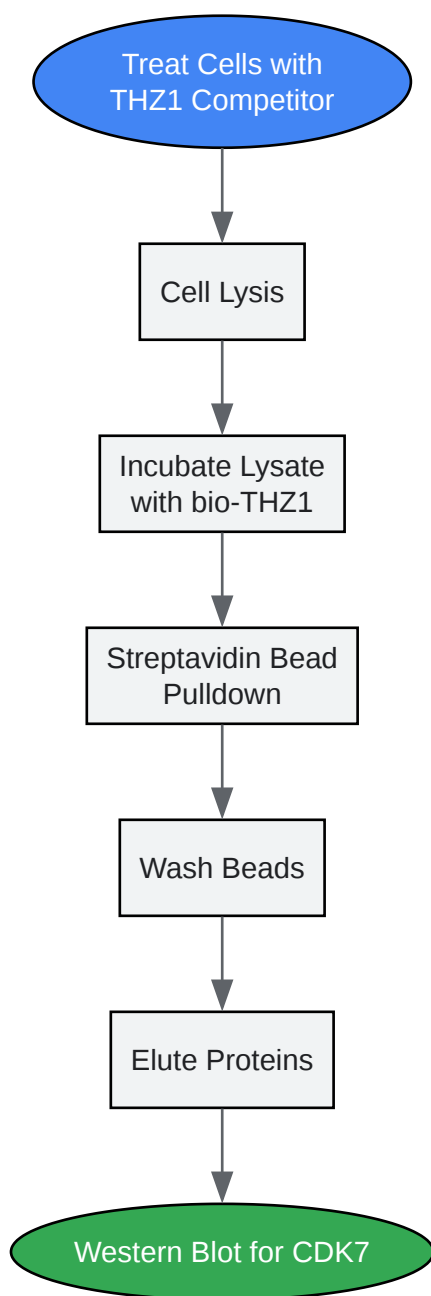 Treat Cells with
THZ1 Competitor
Cell Lysis
Incubate Lysate
with bio-THZ1
Streptavidin Bead
Pulldown
Wash Beads
Elute Proteins
Western Blot for CDK7